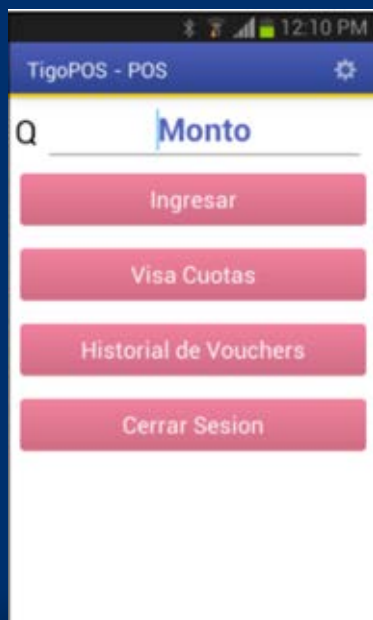 12:10 PM
TigoPOS - POS
Q Monto
Ingresar
Visa Cuotas
Historial de Vouchers
Cerrar Sesion